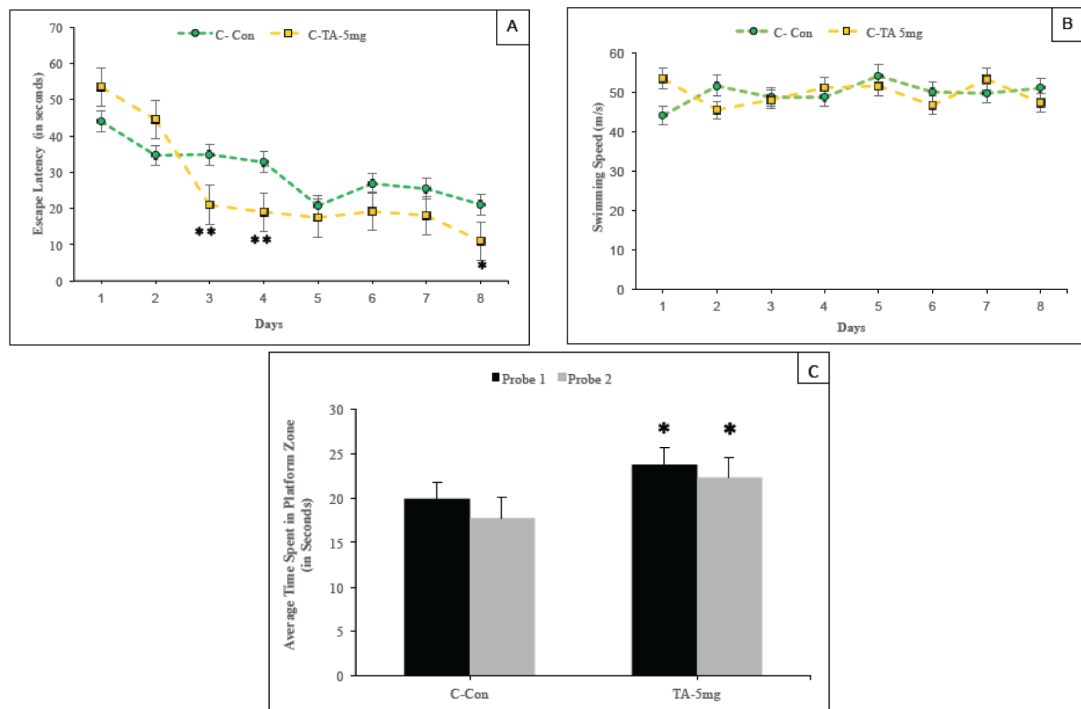 A
C- Con
C-TA-5mg
70
60
50
40
30
20
10
0
Escape Latency (in seconds)
**
**
*
1 2 3 4 5 6 7 8
Days
B
C- Con
C-TA 5mg
60
50
40
30
20
10
0
Swimming Speed (m/s)
1 2 3 4 5 6 7 8
Days
C
Probe 1 Probe 2
30
25
20
15
10
5
0
Average Time Spent in Platform Zone
(in Seconds)
* *
C-Con TA-5mg